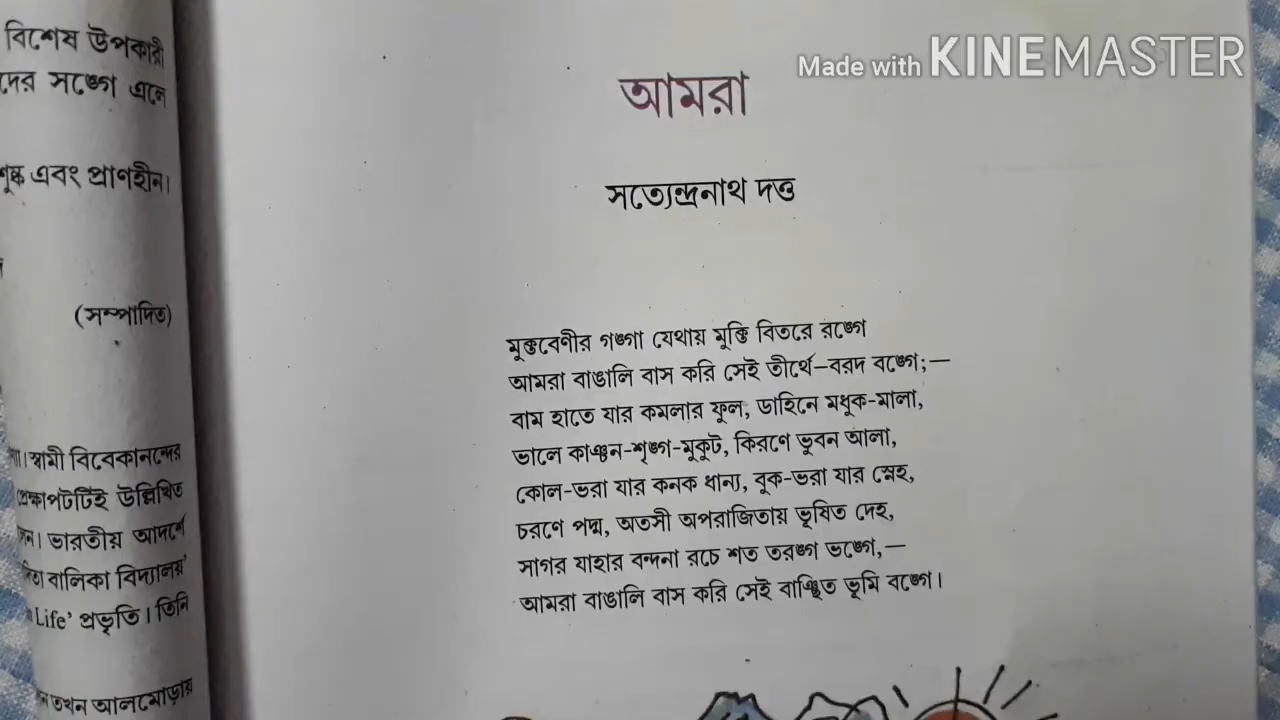 বিশেষ উপকারী
দের সঙ্গে এলে
শুষ্ক এবং প্রাণহীন।
(সম্পাদিত)
স্বামী বিবেকানন্দের
প্রেক্ষাপটটিই উল্লিখিত
ভারতীয় আদর্শে
বালিকা বিদ্যালয়’
Life’ প্রভৃতি। তিনি
তখন আলমোড়ায়
Made with KINEMASTER
আমরা
সত্যেন্দ্রনাথ দত্ত
মুক্তবেণীর গঙ্গা যেথায় মুক্তি বিতরে রঙ্গে
আমরা বাঙালি বাস করি সেই তীর্থে–বরদ বঙ্গে;—
বাম হাতে যার কমলার ফুল, ডাহিনে মধূক-মালা,
ভালে কাঞ্চন-শৃঙ্গ-মুকুট, কিরণে ভুবন আলা,
কোল-ভরা যার কনক ধান্য, বুক-ভরা যার স্নেহ,
চরণে পদ্ম, অতসী অপরাজিতায় ভূষিত দেহ,
সাগর যাহার বন্দনা রচে শত তরঙ্গ ভঙ্গে,—
আমরা বাঙালি বাস করি সেই বাঞ্ছিত ভূমি বঙ্গে।